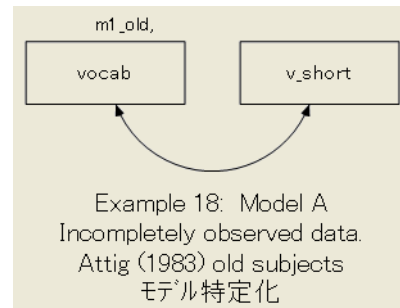 m1_old,
vocab
v_short
Example 18: Model A
Incompletely observed data.
Attig (1983) old subjects
モデル特定化